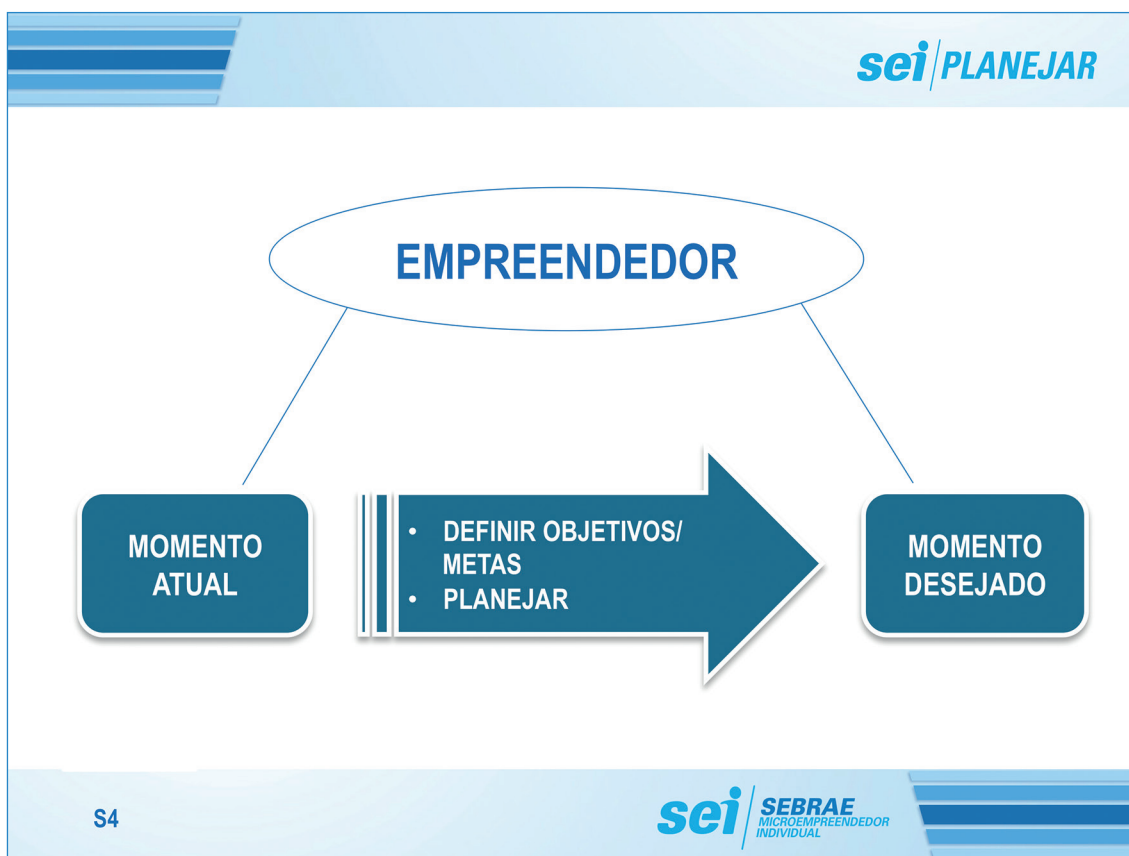 sei/PLANEJAR
EMPREENDEDOR
MOMENTO
ATUAL
• DEFINIR OBJETIVOS/
METAS
• PLANEJAR
MOMENTO
DESEJADO
S4
sei/SEBRAE
MICROEMPREENDEDOR
INDIVIDUAL